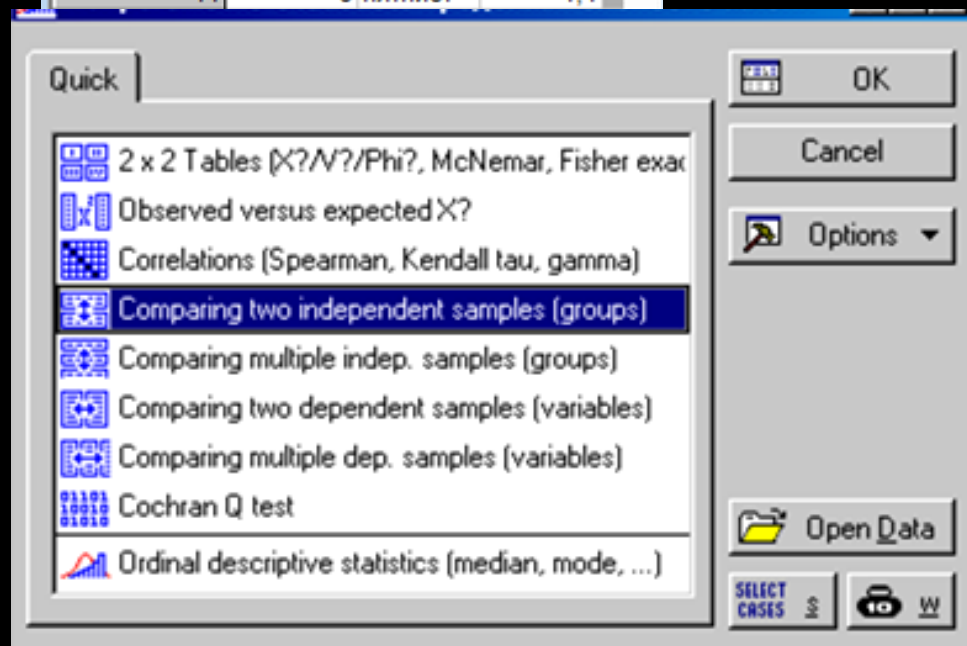 Quick
2 x 2 Tables (X?/V?/Phi?, McNemar, Fisher exac
Observed versus expected X?
Correlations (Spearman, Kendall tau, gamma)
Comparing two independent samples (groups)
Comparing multiple indep. samples (groups)
Comparing two dependent samples (variables)
Comparing multiple dep. samples (variables)
Cochran Q test
Ordinal descriptive statistics (median, mode, ...)
OK
Cancel
Options
Open Data
SELECT CASES S
W